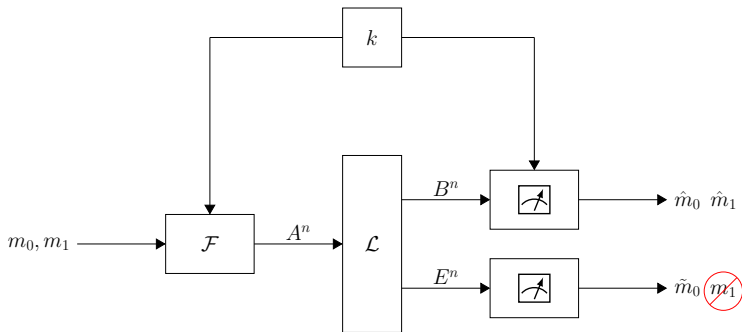 k
B^n
m̂_0 m̂_1
m_0, m_1
ℱ
A^n
ℒ
E^n
m̃_0 m_1